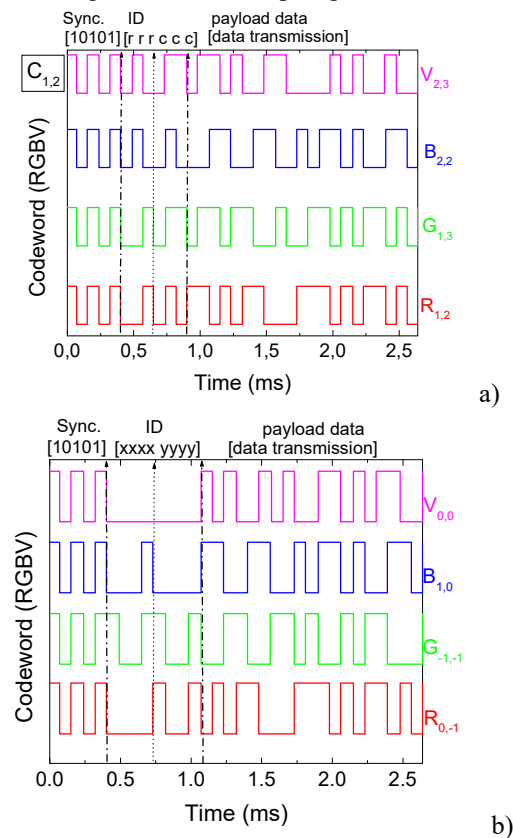 Sync. ID payload data
[10101] [r r r c c c] [data transmission]
C1,2
V2,3
B2,2
G1,3
R1,2
Codeword (RGBV)
0,0 0,5 1,0 1,5 2,0 2,5
Time (ms)
a)
Sync. ID payload data
[10101] [xxxx yyyy] [data transmission]
V0,0
B1,0
G-1,-1
R0,-1
Codeword (RGBV)
0.0 0.5 1.0 1.5 2.0 2.5
Time (ms)
b)